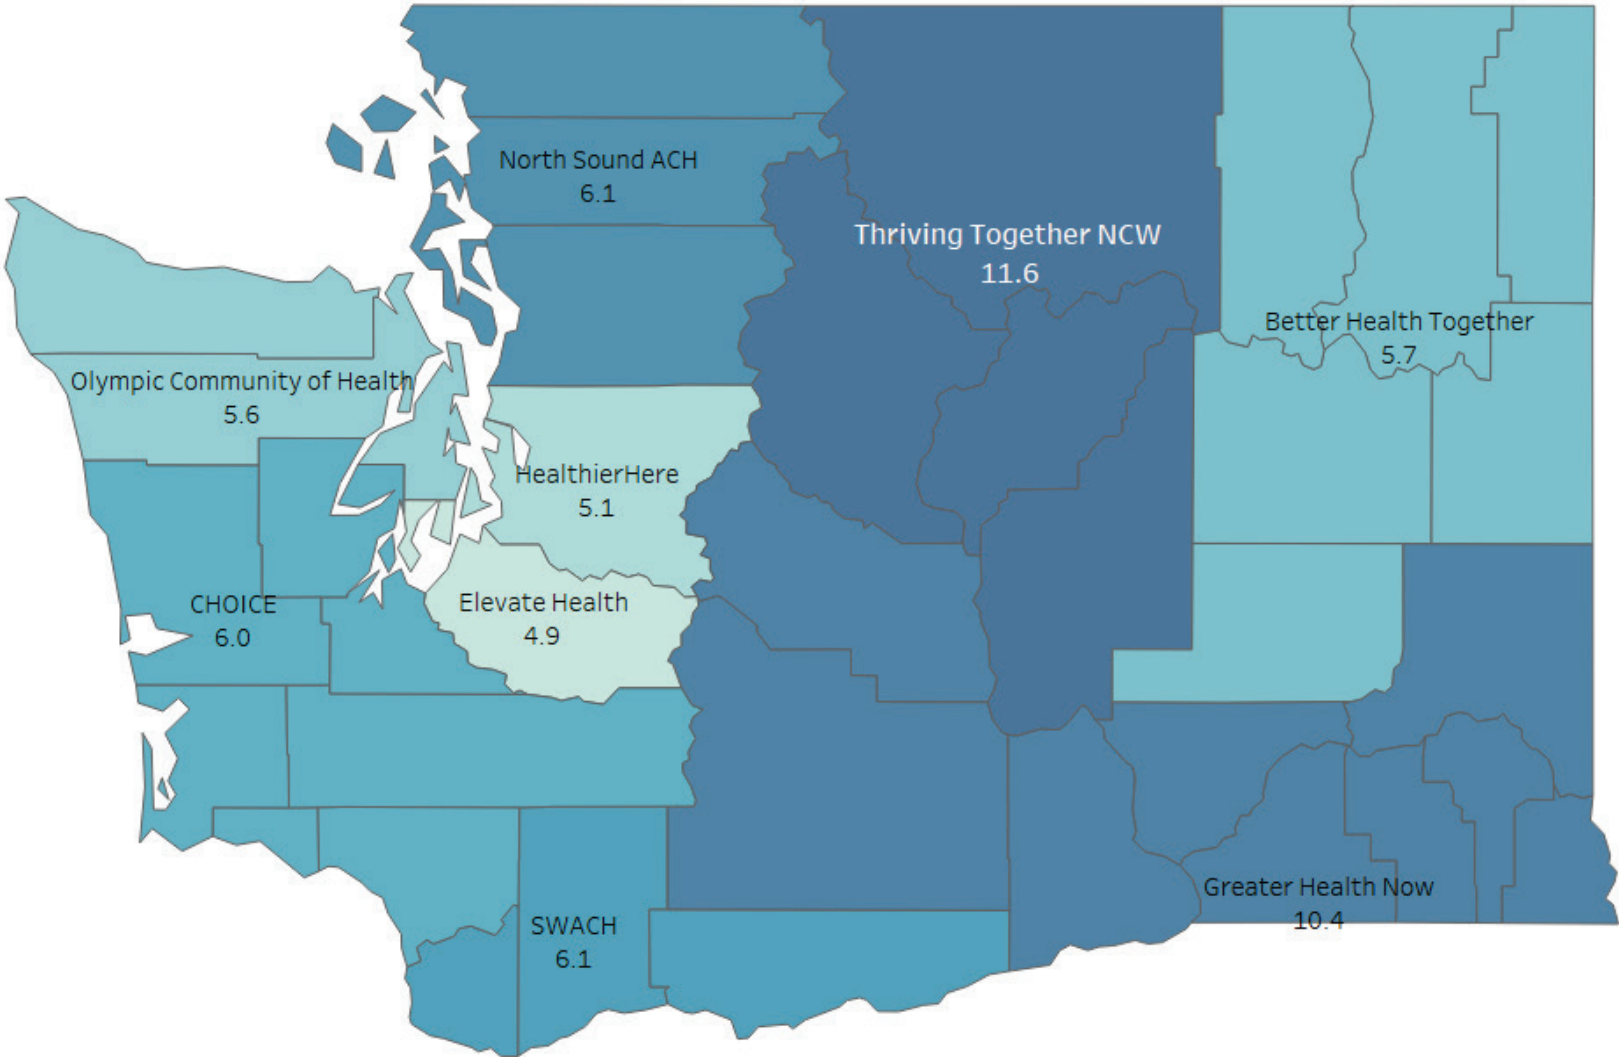 North Sound ACH
6.1
Thriving Together NCW
11.6
Better Health Together
5.7
Olympic Community of Health
5.6
HealthierHere
5.1
CHOICE
6.0
Elevate Health
4.9
Greater Health Now
10.4
SWACH
6.1